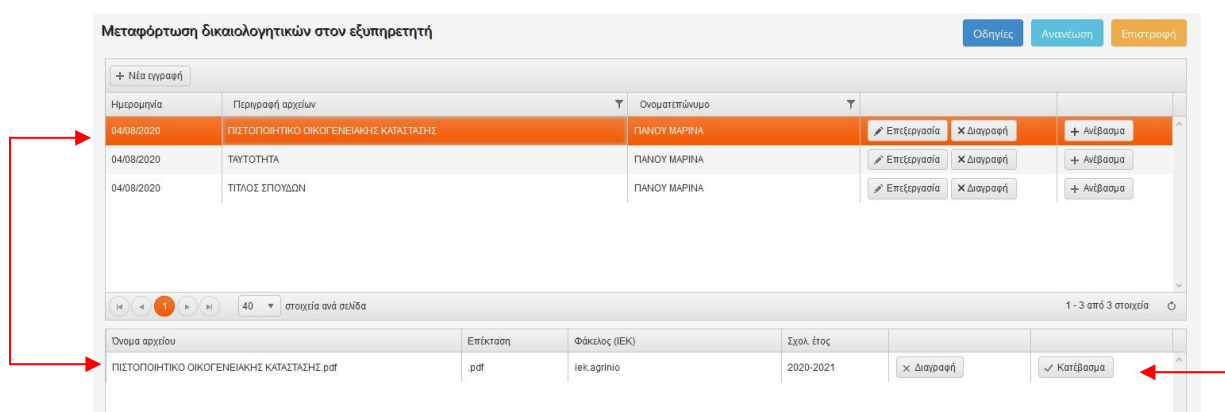 Μεταφόρτωση δικαιολογητικών στον εξυπηρετητή Οδηγίες Ανανέωση Επιστροφή
+ Νέα εγγραφή
Ημερομηνία Περιγραφή αρχείων Ονοματεπώνυμο
04/08/2020 ΠΙΣΤΟΠΟΙΗΤΙΚΟ ΟΙΚΟΓΕΝΕΙΑΚΗΣ ΚΑΤΑΣΤΑΣΗΣ ΠΑΝΟΥ ΜΑΡΙΝΑ Επεξεργασία Διαγραφή + Ανέβασμα
04/08/2020 ΤΑΥΤΟΤΗΤΑ ΠΑΝΟΥ ΜΑΡΙΝΑ Επεξεργασία Διαγραφή + Ανέβασμα
04/08/2020 ΤΙΤΛΟΣ ΣΠΟΥΔΩΝ ΠΑΝΟΥ ΜΑΡΙΝΑ Επεξεργασία Διαγραφή + Ανέβασμα
1 40 στοιχεία ανά σελίδα 1 - 3 από 3 στοιχεία
Όνομα αρχείου Επέκταση Φάκελος (ΙΕΚ) Σχολ. έτος
ΠΙΣΤΟΠΟΙΗΤΙΚΟ ΟΙΚΟΓΕΝΕΙΑΚΗΣ ΚΑΤΑΣΤΑΣΗΣ.pdf .pdf iek.agrinio 2020-2021 Διαγραφή Κατέβασμα